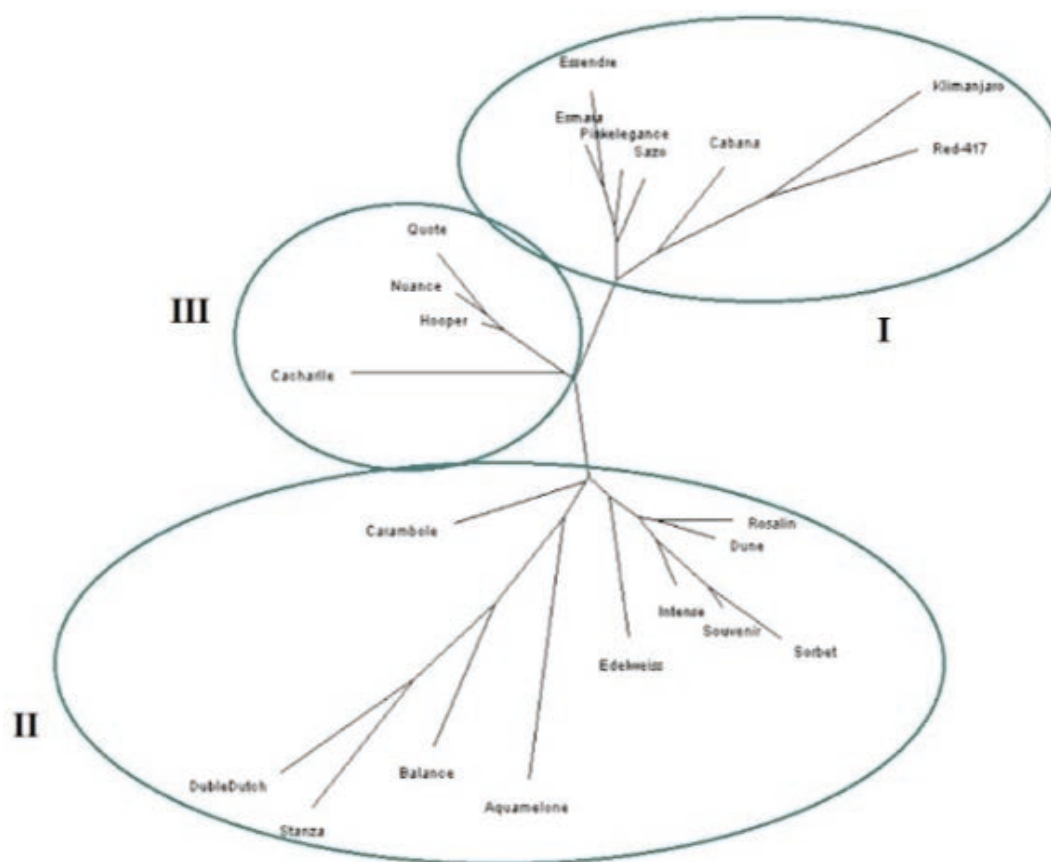 Essendre
Klimanjaro
Esmara
Pinkelegance
Sazo
Cabana
Red-417
Quote
Nuance
III
Hooper
I
Cacharlle
Carambole
Rosalin
Dune
Intense
Souvenir
Sorbet
Edelweiss
II
DubleDutch
Balance
Aquamelone
Stanza